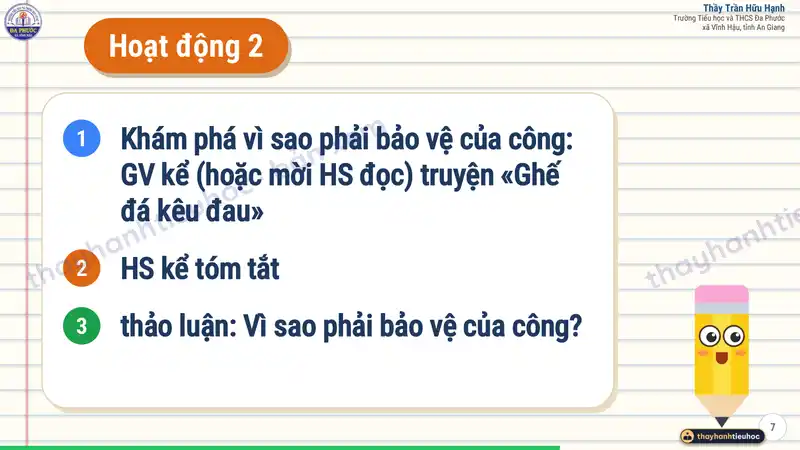 ĐA PHƯỚC
Thầy Trần Hữu Hạnh
Trường Tiểu học và THCS Đa Phước
xã Vĩnh Hậu, tỉnh An Giang
Hoạt động 2
1 Khám phá vì sao phải bảo vệ của công:
GV kể (hoặc mời HS đọc) truyện «Ghế
đá kêu đau»
2 HS kể tóm tắt
3 thảo luận: Vì sao phải bảo vệ của công?
thayhanhtieuhoc
7